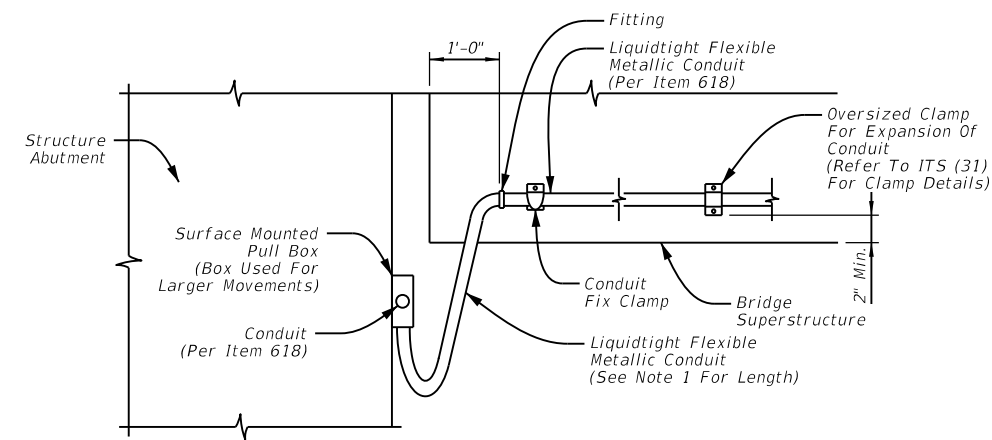 Fitting
1'-0"
Liquidtight Flexible
Metallic Conduit
(Per Item 618)
Oversized Clamp
For Expansion Of
Conduit
(Refer To ITS (31)
For Clamp Details)
Structure
Abutment
Surface Mounted
Pull Box
(Box Used For
Larger Movements)
Conduit
(Per Item 618)
Conduit
Fix Clamp
Bridge
Superstructure
2" Min.
Liquidtight Flexible
Metallic Conduit
(See Note 1 For Length)